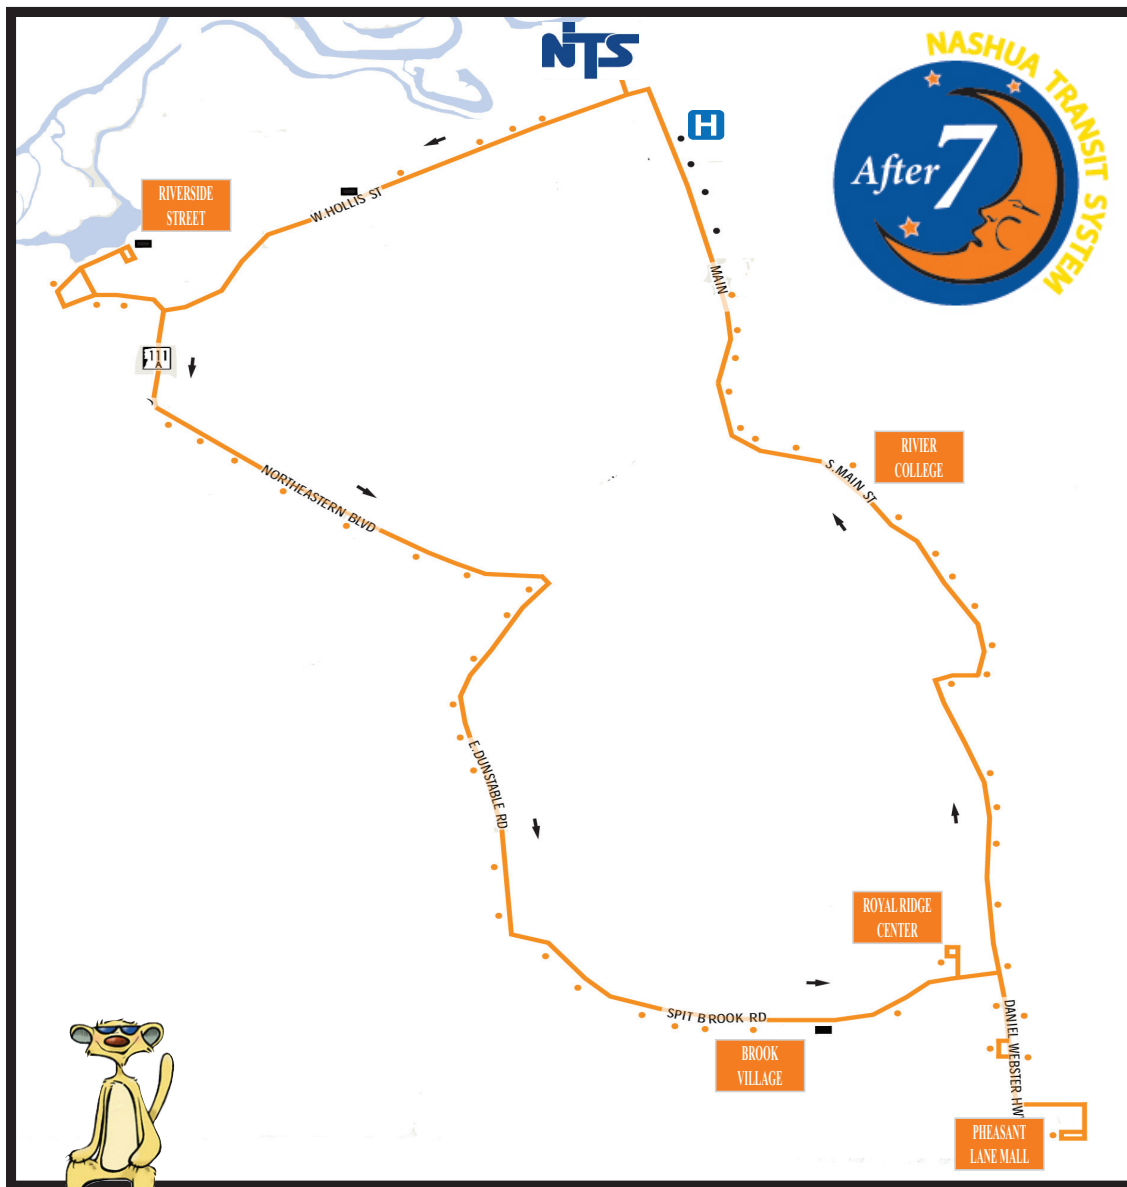 NTS
NASHUA TRANSIT SYSTEM
After 7
H
RIVERSIDE
STREET
W.HOLLIS ST
MAIN
111
A
RIVIER
COLLEGE
S.MAIN ST
NORTHEASTERN BLVD
E.DUNSTABLE RD
ROYAL RIDGE
CENTER
SPIT BROOK RD
DANIEL WEBSTER HW
BROOK
VILLAGE
PHEASANT
LANE MALL